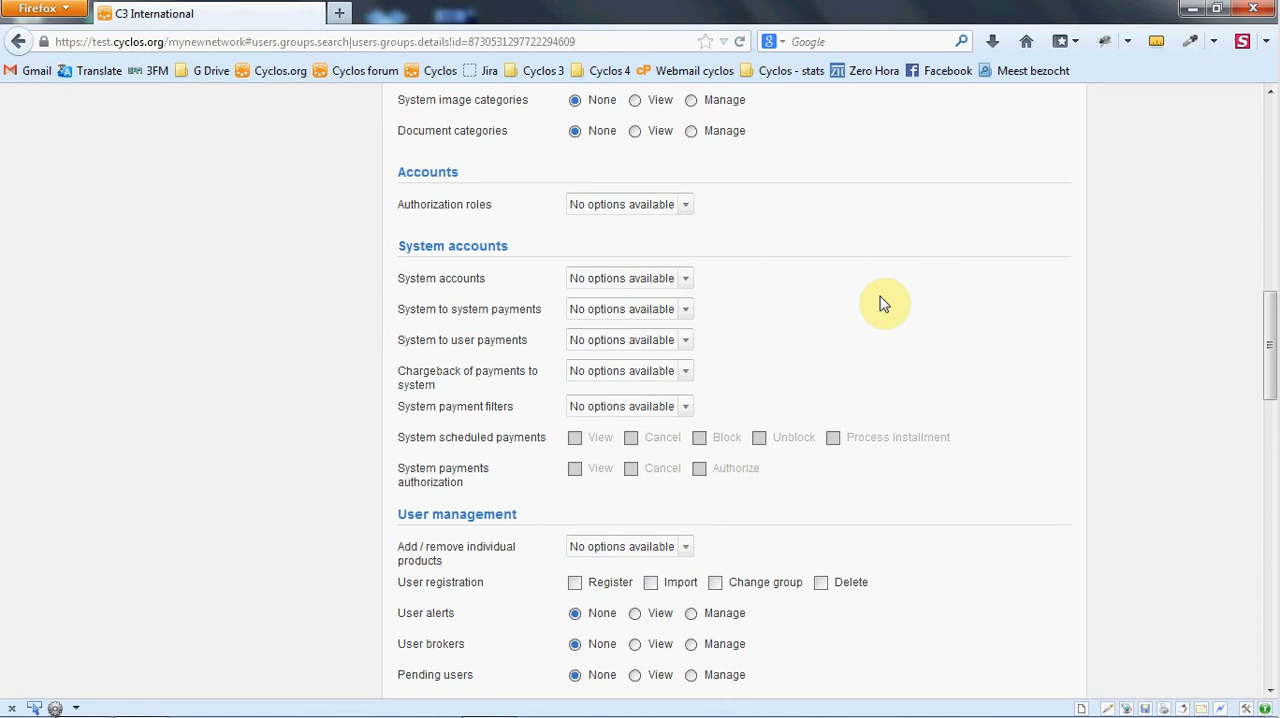 Firefox
C3 International
https://test.cyclos.org/mynewnetwork#users.groups.search|users.groups.detailsId=8730531297722294609
Google
Gmail Translate 3FM G Drive Cyclos.org Cyclos forum Cyclos Jira Cyclos 3 Cyclos 4 Webmail cyclos Cyclos - stats Zero Hora Facebook Meest bezocht
System image categories None View Manage
Document categories None View Manage
Accounts
Authorization roles No options available
System accounts
System accounts No options available
System to system payments No options available
System to user payments No options available
Chargeback of payments to system No options available
System payment filters No options available
System scheduled payments View Cancel Block Unblock Process installment
System payments authorization View Cancel Authorize
User management
Add / remove individual products No options available
User registration Register Import Change group Delete
User alerts None View Manage
User brokers None View Manage
Pending users None View Manage